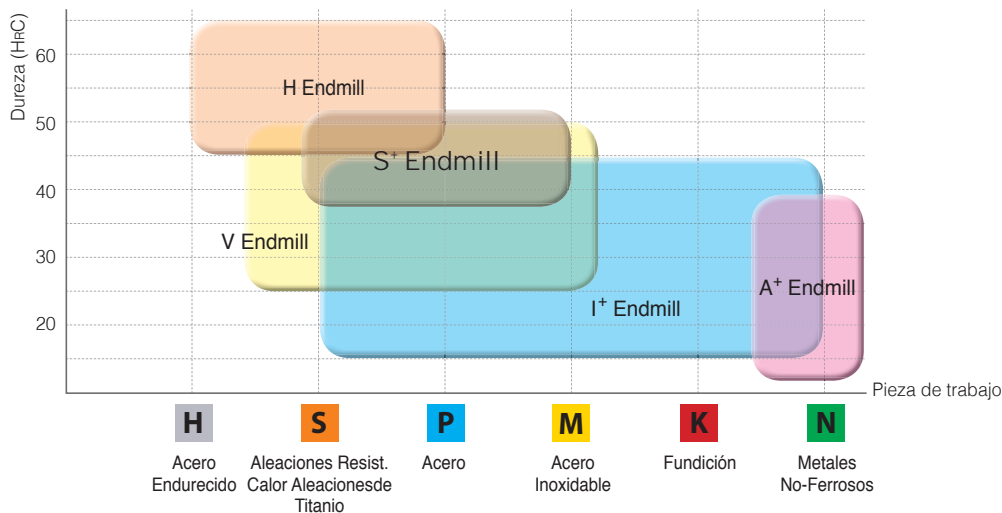 Dureza (HRC)
60
50
40
30
20
H Endmill
S+ Endmill
V Endmill
I+ Endmill
A+ Endmill
Pieza de trabajo
H
S
P
M
K
N
Acero
Endurecido
Aleaciones Resist.
Calor Aleacionesde
Titanio
Acero
Acero
Inoxidable
Fundición
Metales
No-Ferrosos